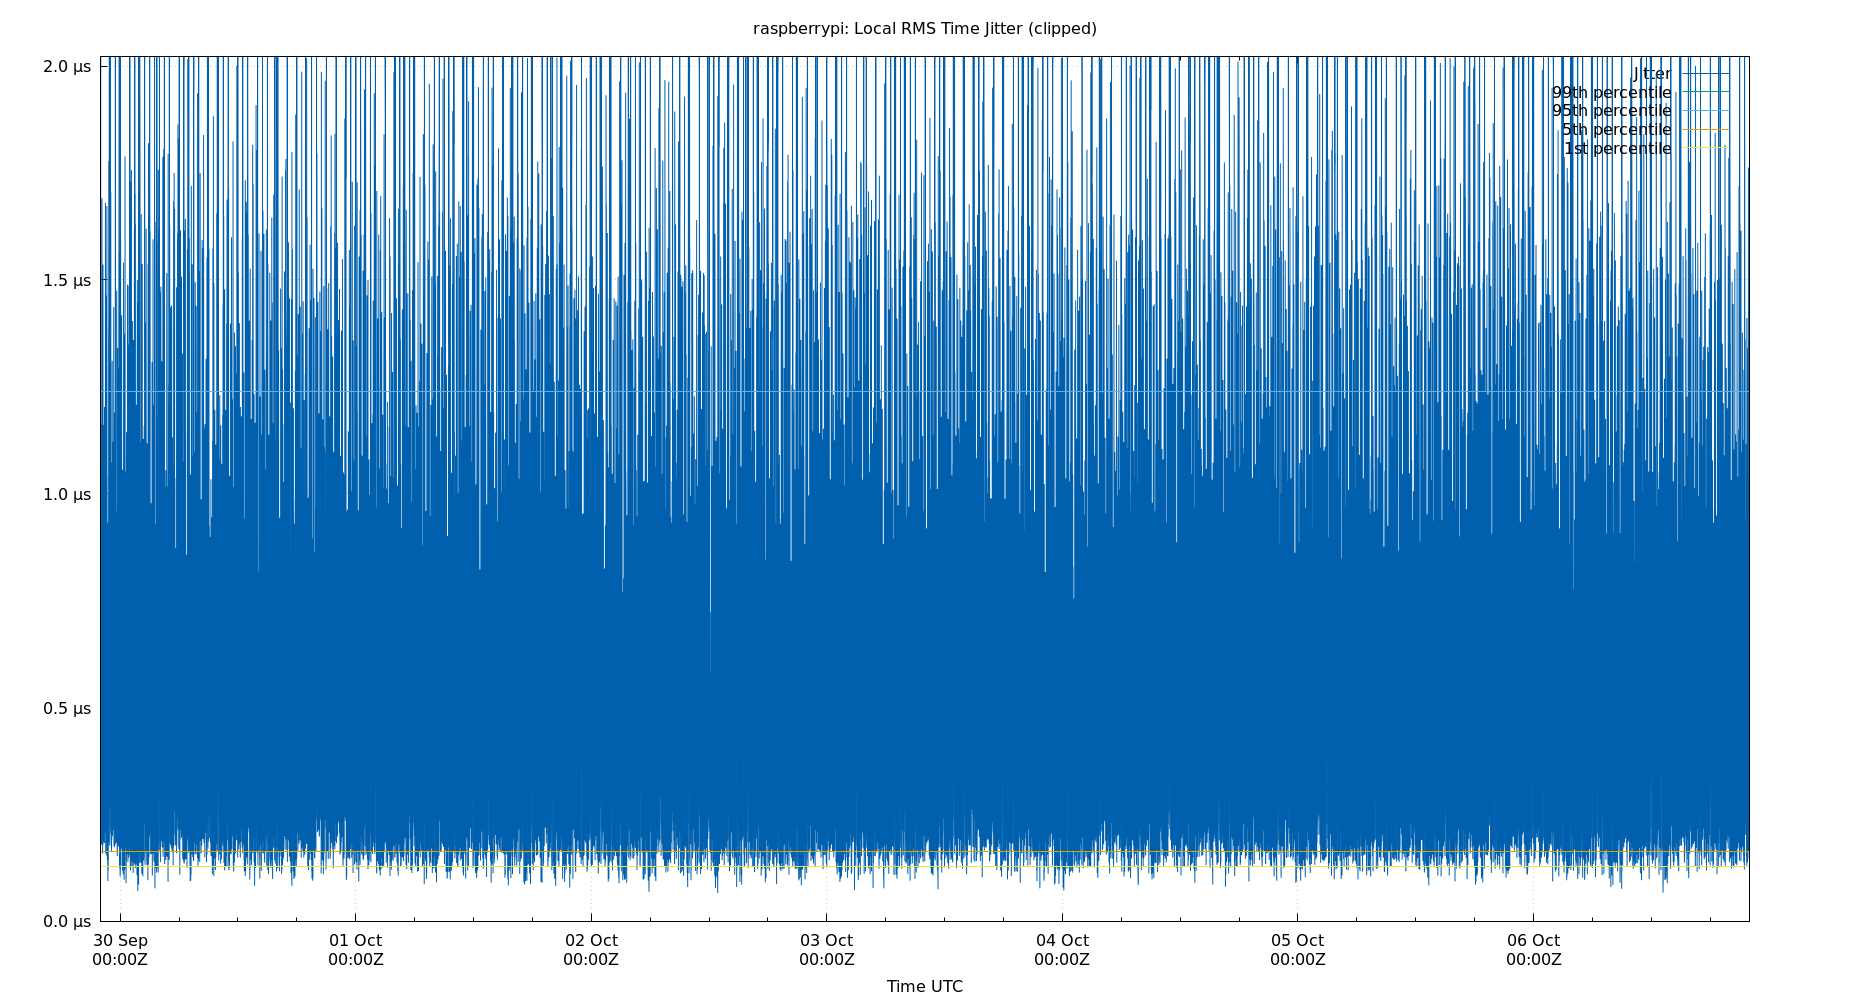 raspberrypi: Local RMS Time Jitter (clipped)
2.0 µs
1.5 µs
1.0 µs
0.5 µs
0.0 µs
Jitter
99th percentile
95th percentile
5th percentile
1st percentile
30 Sep 01 Oct 02 Oct 03 Oct 04 Oct 05 Oct 06 Oct
00:00Z 00:00Z 00:00Z 00:00Z 00:00Z 00:00Z 00:00Z
Time UTC